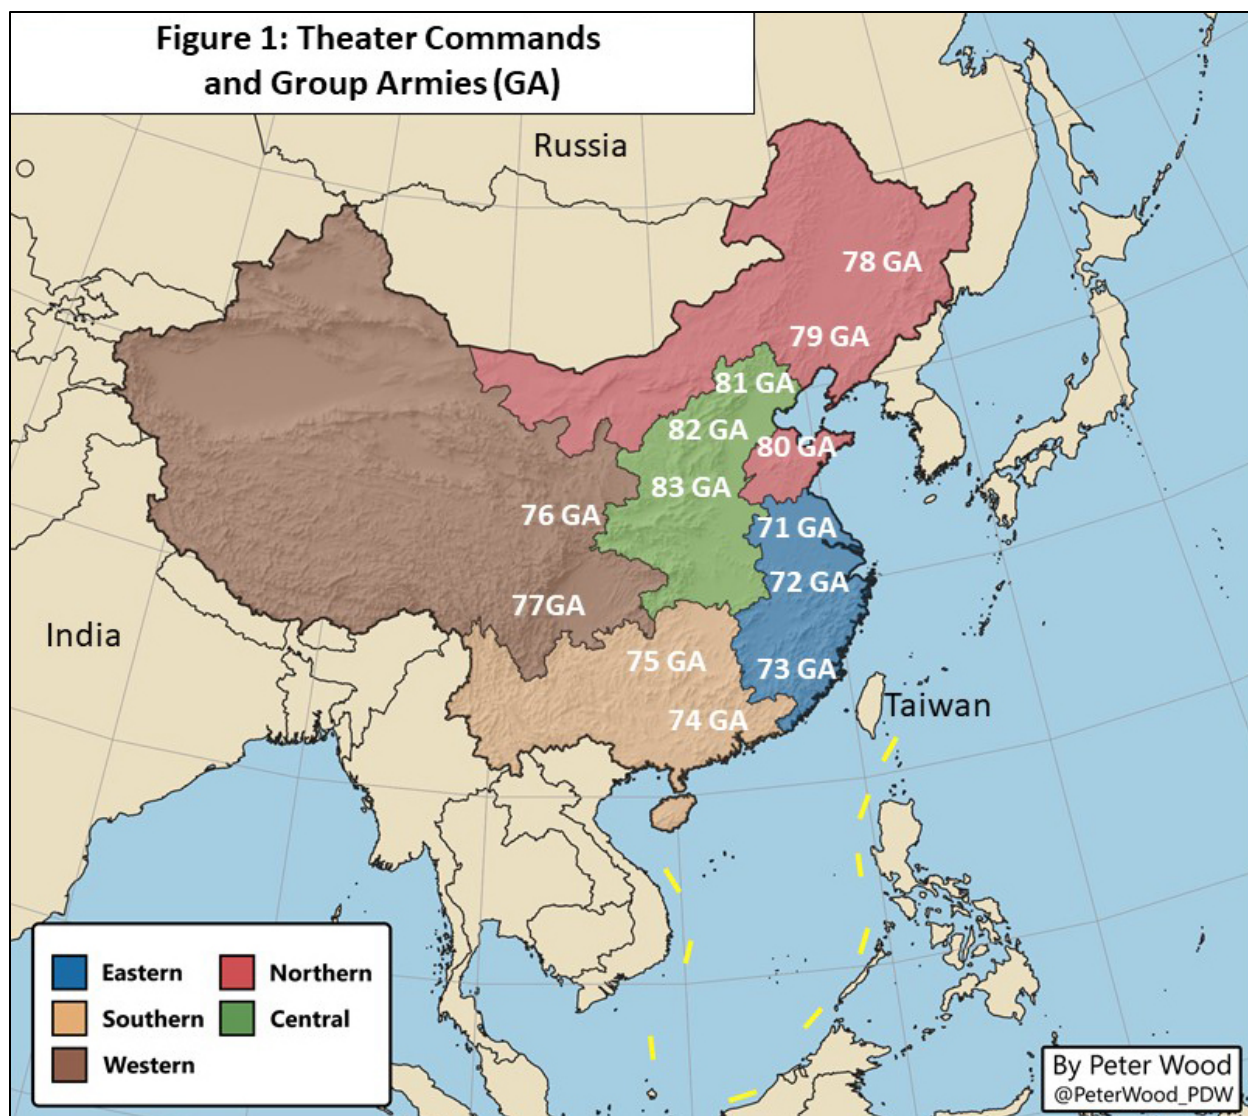 Figure 1: Theater Commands
and Group Armies (GA)
Russia
78 GA
79 GA
81 GA
82 GA
80 GA
83 GA
76 GA
71 GA
72 GA
77GA
India
75 GA
73 GA
Taiwan
74 GA
Eastern
Northern
Southern
Central
Western
By Peter Wood
@PeterWood_PDW